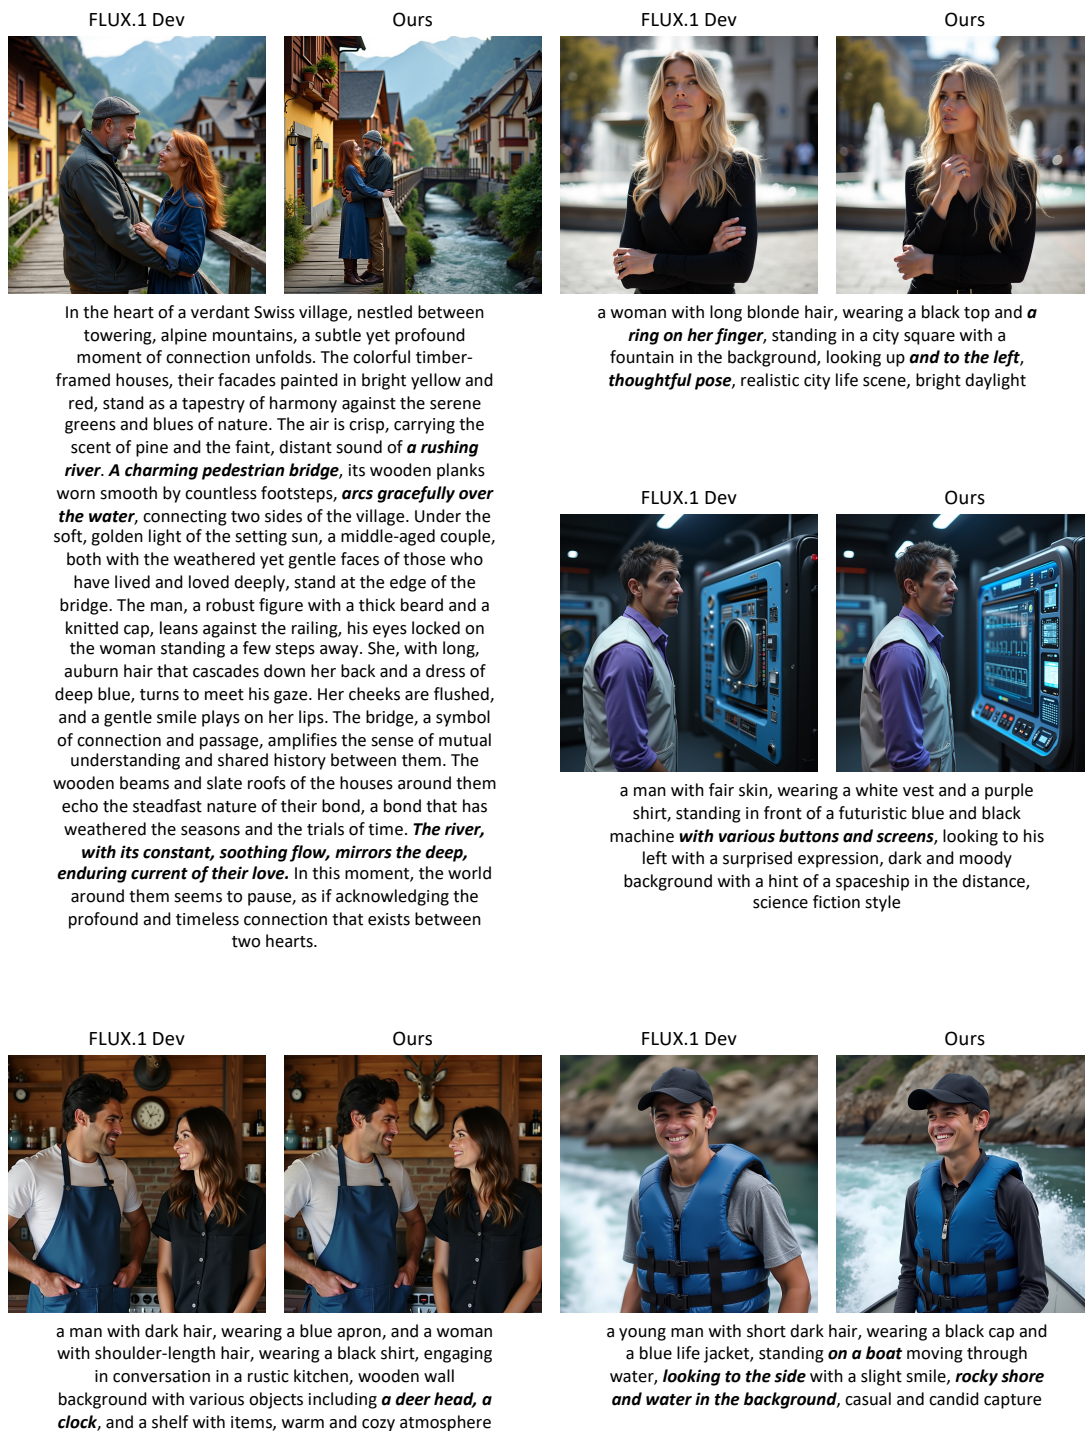 FLUX.1 Dev
Ours
In the heart of a verdant Swiss village, nestled between
towering, alpine mountains, a subtle yet profound
moment of connection unfolds. The colorful timber-
framed houses, their facades painted in bright yellow and
red, stand as a tapestry of harmony against the serene
greens and blues of nature. The air is crisp, carrying the
scent of pine and the faint, distant sound of a rushing
river. A charming pedestrian bridge, its wooden planks
worn smooth by countless footsteps, arcs gracefully over
the water, connecting two sides of the village. Under the
soft, golden light of the setting sun, a middle-aged couple,
both with the weathered yet gentle faces of those who
have lived and loved deeply, stand at the edge of the
bridge. The man, a robust figure with a thick beard and a
knitted cap, leans against the railing, his eyes locked on
the woman standing a few steps away. She, with long,
auburn hair that cascades down her back and a dress of
deep blue, turns to meet his gaze. Her cheeks are flushed,
and a gentle smile plays on her lips. The bridge, a symbol
of connection and passage, amplifies the sense of mutual
understanding and shared history between them. The
wooden beams and slate roofs of the houses around them
echo the steadfast nature of their bond, a bond that has
weathered the seasons and the trials of time. The river,
with its constant, soothing flow, mirrors the deep,
enduring current of their love. In this moment, the world
around them seems to pause, as if acknowledging the
profound and timeless connection that exists between
two hearts.
FLUX.1 Dev
Ours
a woman with long blonde hair, wearing a black top and a
ring on her finger, standing in a city square with a
fountain in the background, looking up and to the left,
thoughtful pose, realistic city life scene, bright daylight
FLUX.1 Dev
Ours
a man with fair skin, wearing a white vest and a purple
shirt, standing in front of a futuristic blue and black
machine with various buttons and screens, looking to his
left with a surprised expression, dark and moody
background with a hint of a spaceship in the distance,
science fiction style
FLUX.1 Dev
Ours
a man with dark hair, wearing a blue apron, and a woman
with shoulder-length hair, wearing a black shirt, engaging
in conversation in a rustic kitchen, wooden wall
background with various objects including a deer head, a
clock, and a shelf with items, warm and cozy atmosphere
FLUX.1 Dev
Ours
a young man with short dark hair, wearing a black cap and
a blue life jacket, standing on a boat moving through
water, looking to the side with a slight smile, rocky shore
and water in the background, casual and candid capture